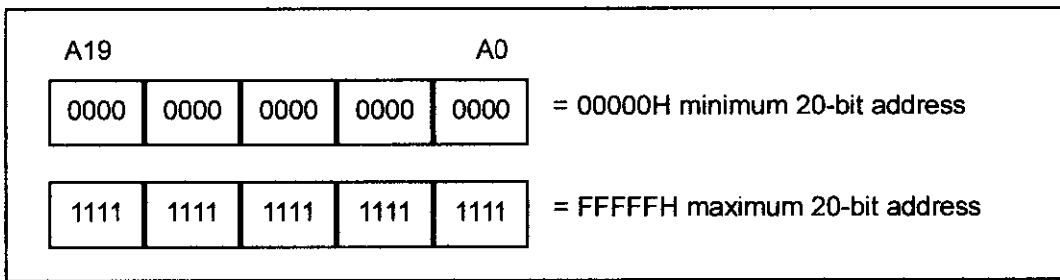 A19 A0
0000 0000 0000 0000 0000 = 00000H minimum 20-bit address
1111 1111 1111 1111 1111 = FFFFFH maximum 20-bit address